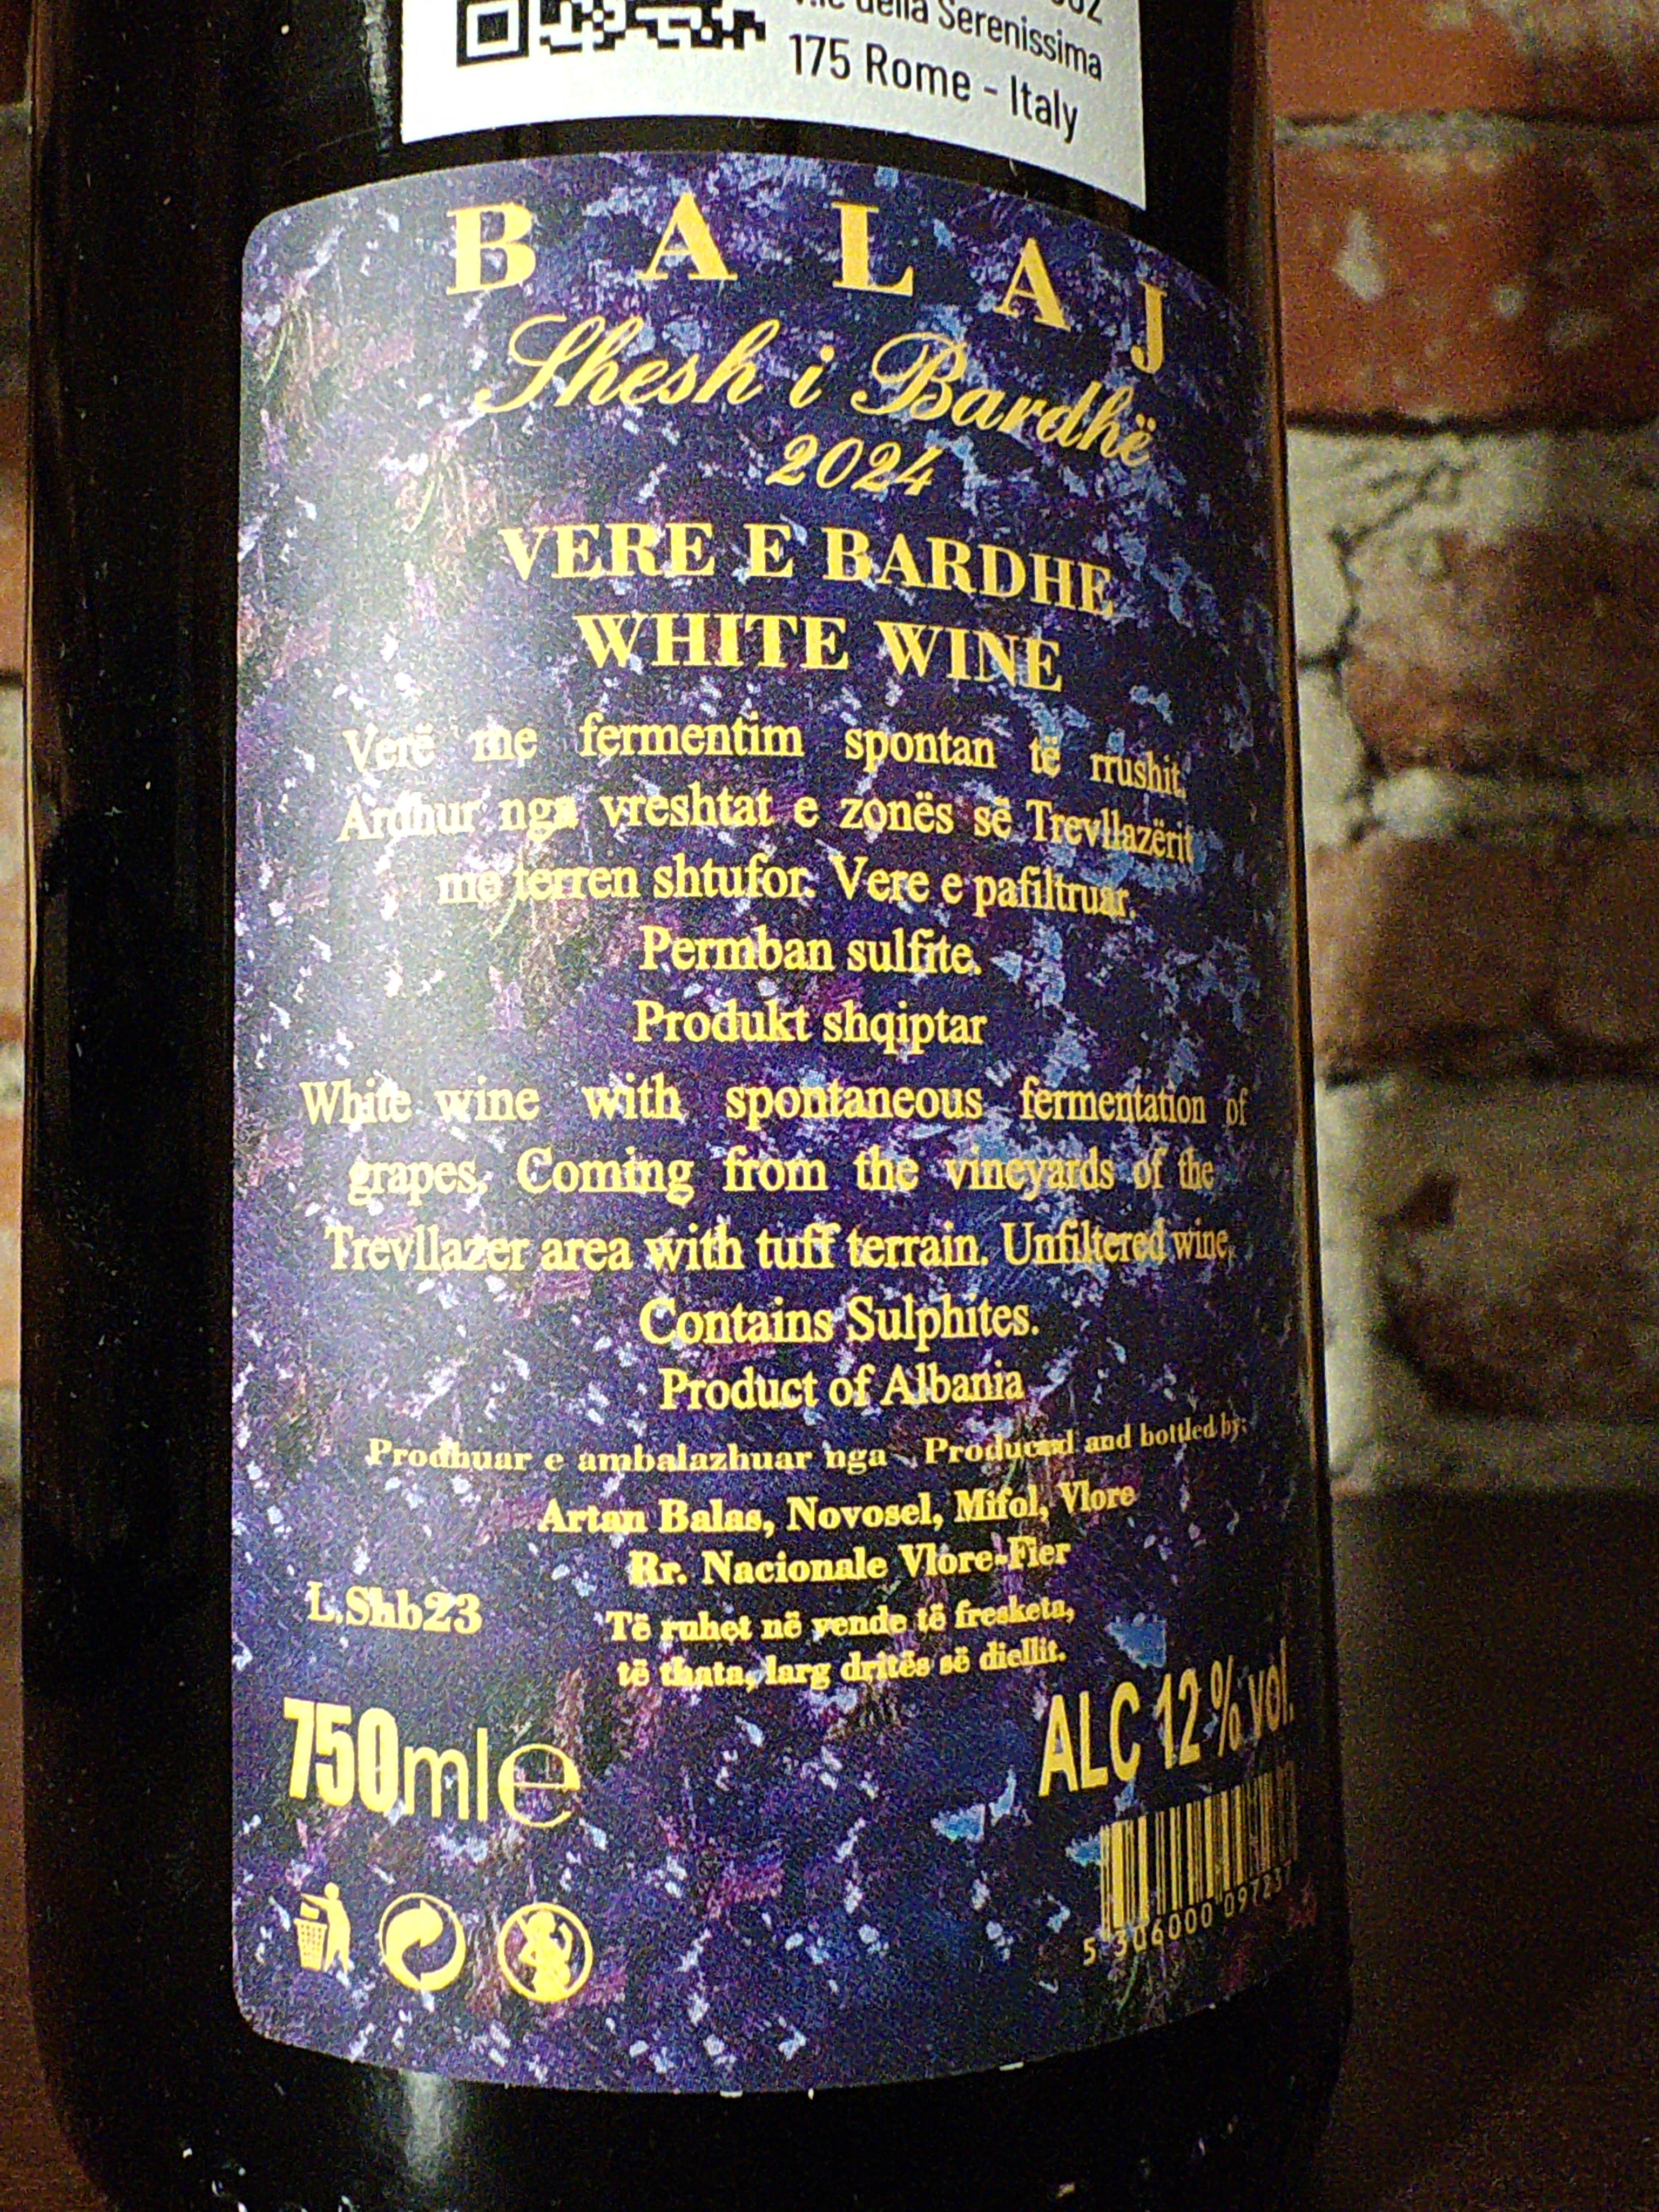 della Serenissima
175 Rome - Italy
BALAJ
Shesh i Bardhë
2024
VERE E BARDHE
WHITE WINE
Verë me fermentim spontan të rrushit.
Ardhur nga vreshtat e zonës së Trevllazërit
me terren shtufor. Vere e pafiltruar.
Permban sulfite.
Produkt shqiptar
White wine with spontaneous fermentation of
grapes. Coming from the vineyards of the
Trevllazer area with tuff terrain. Unfiltered wine.
Contains Sulphites.
Product of Albania
Prodhuar e ambalazhuar nga - Produced and bottled by:
Artan Balas, Novosel, Mifol, Vlore
Rr. Nacionale Vlore-Fier
L.Shb23
Të ruhet në vende të freskëta,
të thata, larg dritës së diellit.
750ml e
ALC 12 % vol.
5 306000 097237